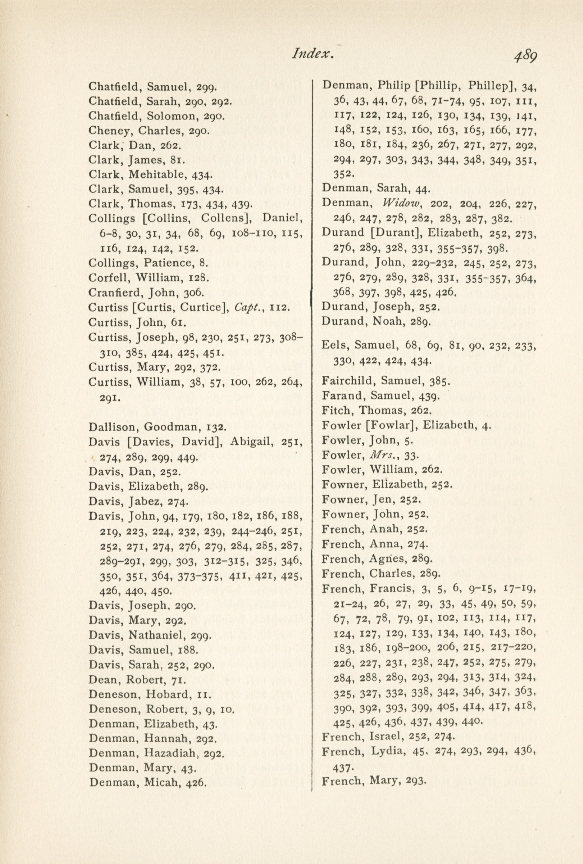 Index. 489
Chatfield, Samuel, 299.
Chatfield, Sarah, 290, 292.
Chatfield, Solomon, 290.
Cheney, Charles, 290.
Clark, Dan, 262.
Clark, James, 81.
Clark, Mehitable, 434.
Clark, Samuel, 395, 434.
Clark, Thomas, 173, 434, 439.
Collings [Collins, Collens], Daniel,
6-8, 30, 31, 34, 68, 69, 108-110, 115,
116, 124, 142, 152.
Collings, Patience, 8.
Corfell, William, 128.
Cranfierd, John, 306.
Curtiss [Curtis, Curtice], Capt., 112.
Curtiss, John, 61.
Curtiss, Joseph, 98, 230, 251, 273, 308-
310, 385, 424, 425, 451.
Curtiss, Mary, 292, 372.
Curtiss, William, 38, 57, 100, 262, 264,
291.
Dallison, Goodman, 132.
Davis [Davies, David], Abigail, 251,
274, 289, 299, 449.
Davis, Dan, 252.
Davis, Elizabeth, 289.
Davis, Jabez, 274.
Davis, John, 94, 179, 180, 182, 186, 188,
219, 223, 224, 232, 239, 244-246, 251,
252, 271, 274, 276, 279, 284, 285, 287,
289-291, 299, 303, 312-315, 325, 346,
350, 351, 364, 373-375, 411, 421, 425,
426, 440, 450.
Davis, Joseph, 290.
Davis, Mary, 292.
Davis, Nathaniel, 299.
Davis, Samuel, 188.
Davis, Sarah, 252, 290.
Dean, Robert, 71.
Deneson, Hobard, 11.
Deneson, Robert, 3, 9, 10.
Denman, Elizabeth, 43.
Denman, Hannah, 292.
Denman, Hazadiah, 292.
Denman, Mary, 43.
Denman, Micah, 426.
Denman, Philip [Phillip, Phillep], 34,
36, 43, 44, 67, 68, 71-74, 95, 107, 111,
117, 122, 124, 126, 130, 134, 139, 141,
148, 152, 153, 160, 163, 165, 166, 177,
180, 181, 184, 236, 267, 271, 277, 292,
294, 297, 303, 343, 344, 348, 349, 351,
352.
Denman, Sarah, 44.
Denman, Widow, 202, 204, 226, 227,
246, 247, 278, 282, 283, 287, 382.
Durand [Durant], Elizabeth, 252, 273,
276, 289, 328, 331, 355-357, 398.
Durand, John, 229-232, 245, 252, 273,
276, 279, 289, 328, 331, 355-357, 364,
368, 397, 398, 425, 426.
Durand, Joseph, 252.
Durand, Noah, 289.
Eels, Samuel, 68, 69, 81, 90, 232, 233,
330, 422, 424, 434.
Fairchild, Samuel, 385.
Farand, Samuel, 439.
Fitch, Thomas, 262.
Fowler [Fowlar], Elizabeth, 4.
Fowler, John, 5.
Fowler, Mrs., 33.
Fowler, William, 262.
Fowner, Elizabeth, 252.
Fowner, Jen, 252.
Fowner, John, 252.
French, Anah, 252.
French, Anna, 274.
French, Agnes, 289.
French, Charles, 289.
French, Francis, 3, 5, 6, 9-15, 17-19,
21-24, 26, 27, 29, 33, 45, 49, 50, 59,
67, 72, 78, 79, 91, 102, 113, 114, 117,
124, 127, 129, 133, 134, 140, 143, 180,
183, 186, 198-200, 206, 215, 217-220,
226, 227, 231, 238, 247, 252, 275, 279,
284, 288, 289, 293, 294, 313, 314, 324,
325, 327, 332, 338, 342, 346, 347, 363,
390, 392, 393, 399, 405, 414, 417, 418,
425, 426, 436, 437, 439, 440.
French, Israel, 252, 274.
French, Lydia, 45, 274, 293, 294, 436,
437.
French, Mary, 293.